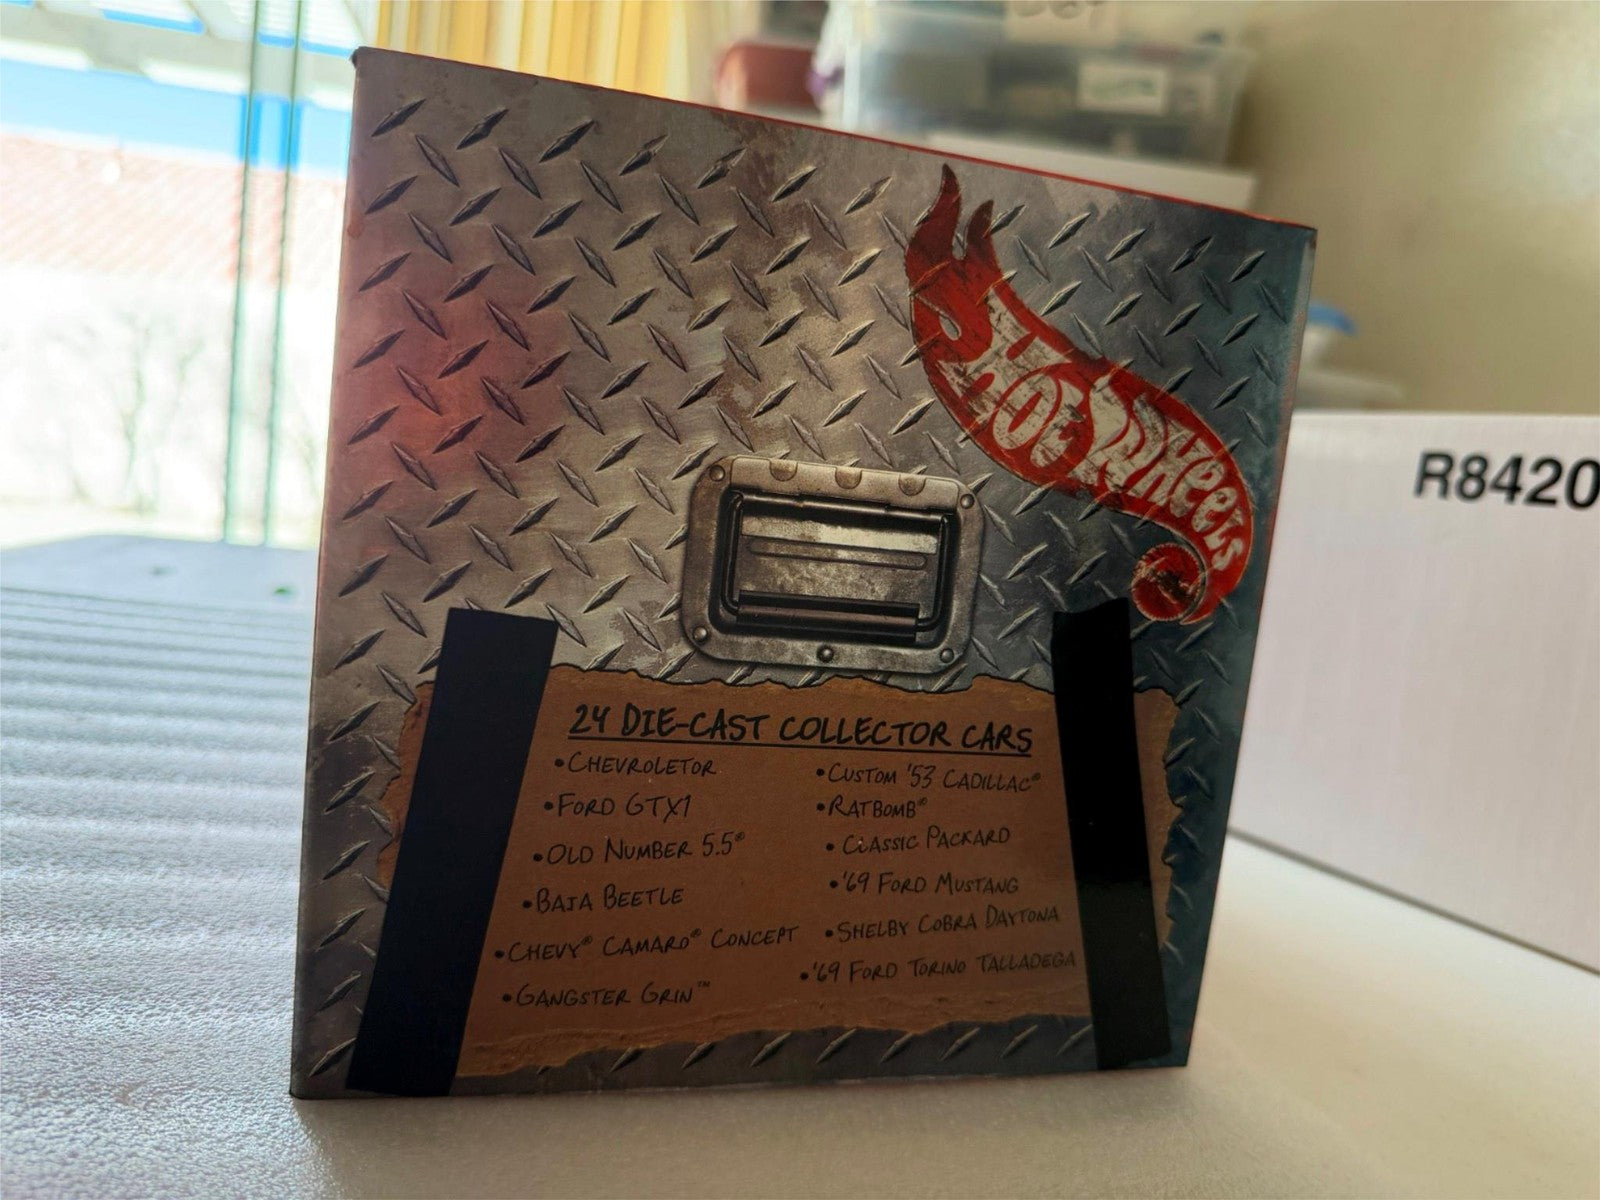 Hot Wheels
R8420
24 DIE-CAST COLLECTOR CARS
•CHEVROLETOR
•FORD GTX1
•OLD NUMBER 5.5®
•BAJA BEETLE
•CHEVY® CAMARO® CONCEPT
•GANGSTER GRIN™
•CUSTOM '53 CADILLAC®
•RATBOMB®
•CLASSIC PACKARD
•'69 FORD MUSTANG
•SHELBY COBRA DAYTONA
•'69 FORD TORINO TALLADEGA